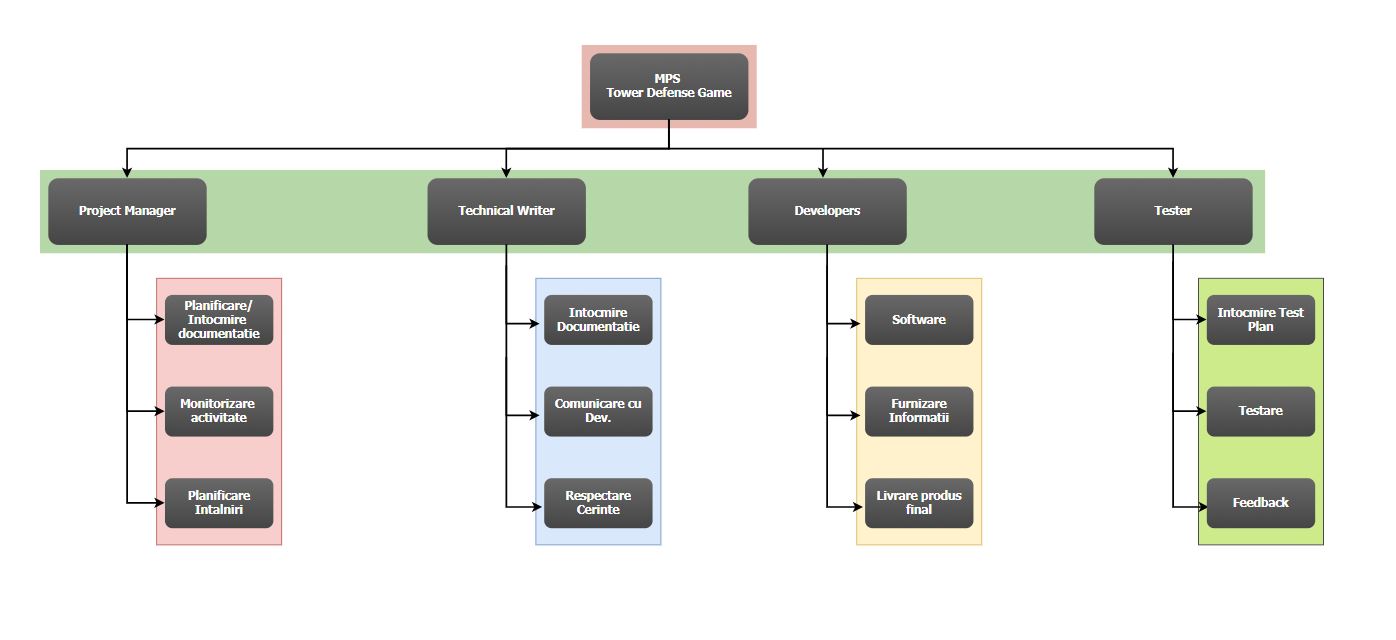 MPS
Tower Defense Game
Project Manager
Technical Writer
Developers
Tester
Planificare/
Intocmire
documentatie
Monitorizare
activitate
Planificare
Intalniri
Intocmire
Documentatie
Comunicare cu
Dev.
Respectare
Cerinte
Software
Furnizare
Informatii
Livrare produs
final
Intocmire Test
Plan
Testare
Feedback